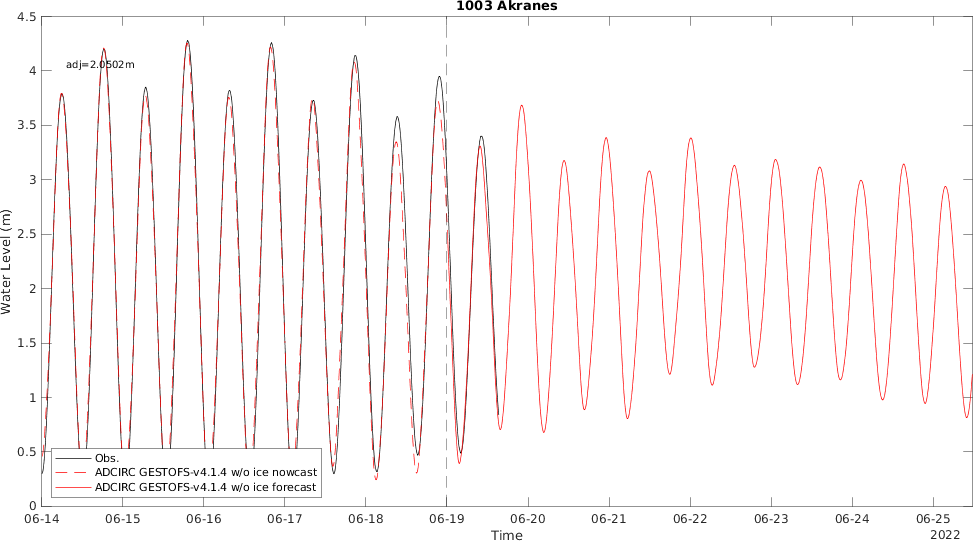 1003 Akranes
4.5
4
3.5
3
2.5
2
1.5
1
0.5
0
Water Level (m)
adj=2.0502m
Obs.
ADCIRC GESTOFS-v4.1.4 w/o ice nowcast
ADCIRC GESTOFS-v4.1.4 w/o ice forecast
06-14 06-15 06-16 06-17 06-18 06-19 06-20 06-21 06-22 06-23 06-24 06-25
Time
2022